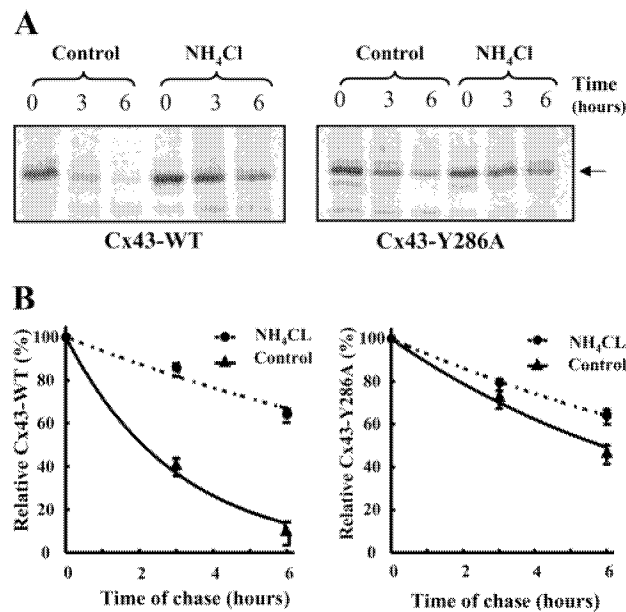 A
Control NH4Cl Control NH4Cl
0 3 6 0 3 6 0 3 6 0 3 6 Time (hours)
Cx43-WT Cx43-Y286A
B
Relative Cx43-WT (%)
100
80
60
40
20
0
NH4CL
Control
0 2 4 6
Time of chase (hours)
Relative Cx43-Y286A (%)
100
80
60
40
20
0
NH4CL
Control
0 2 4 6
Time of chase (hours)